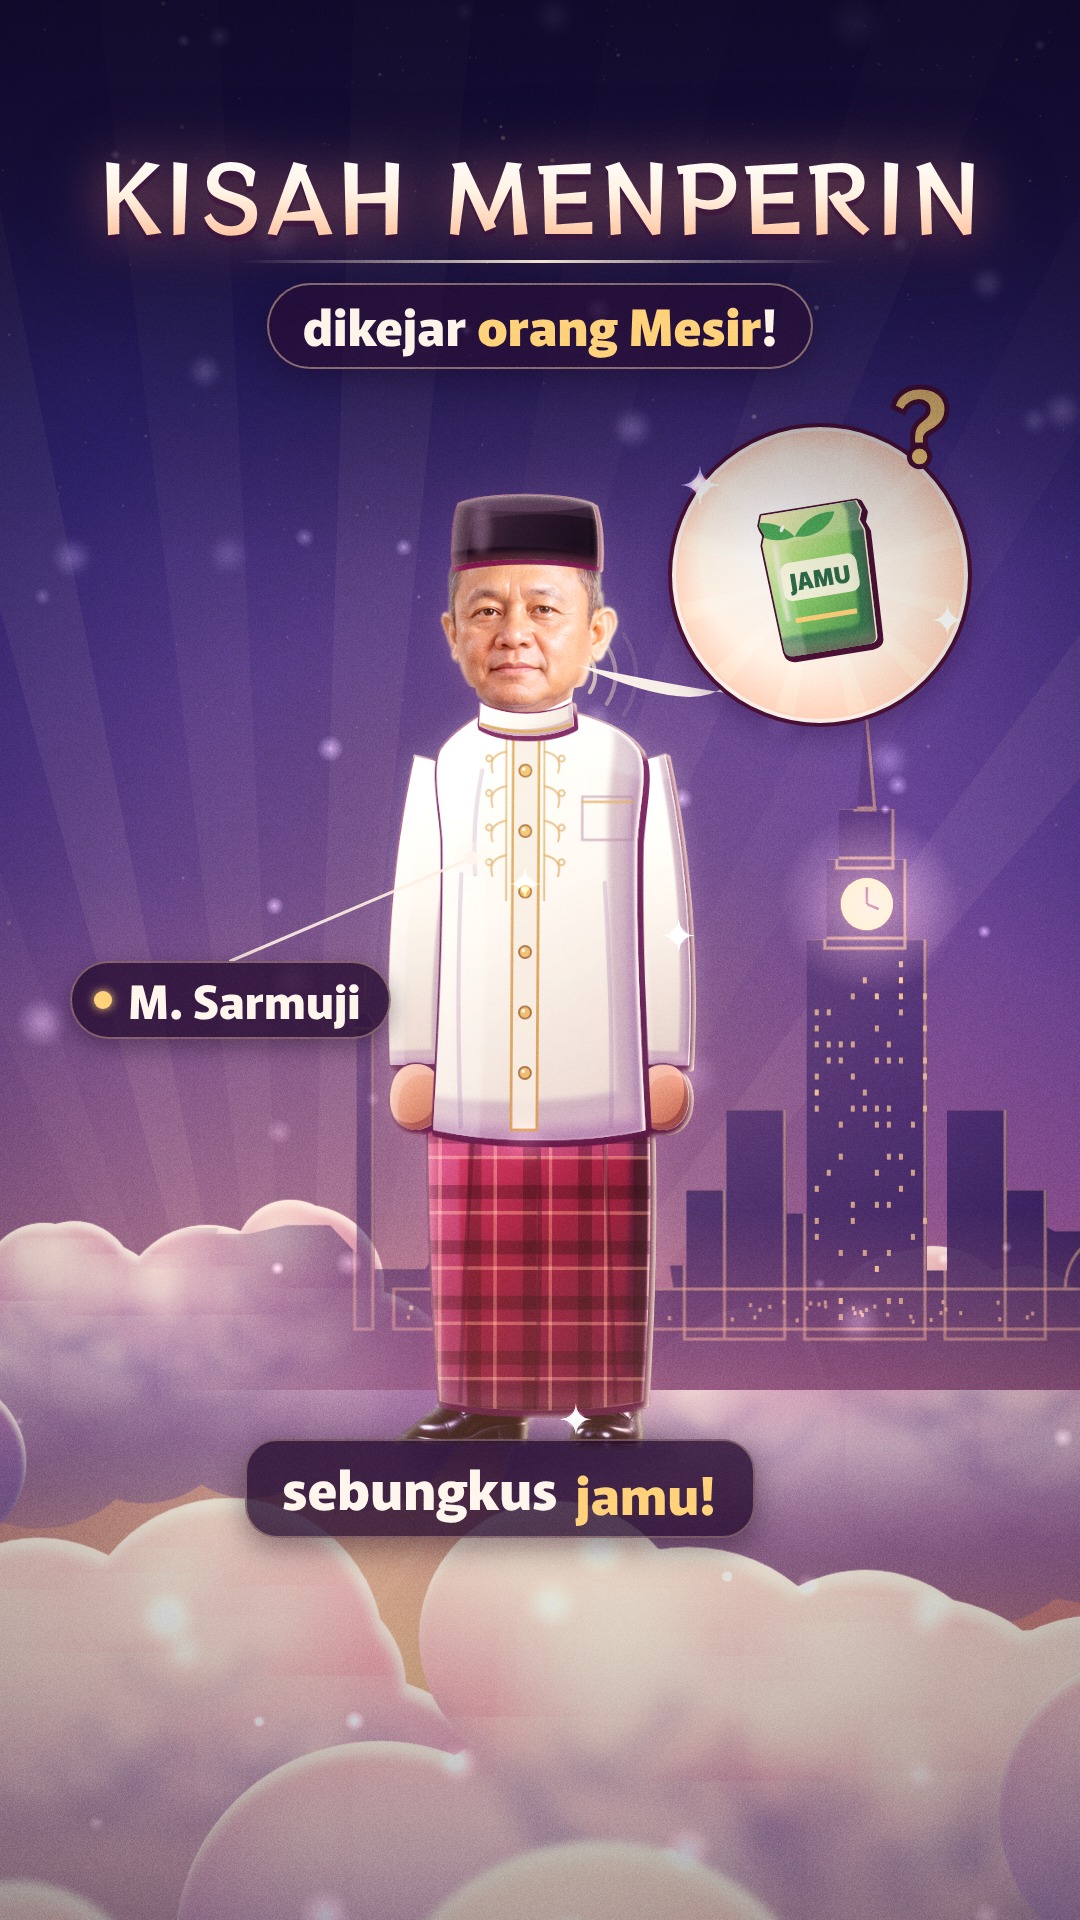 KISAH MENPERIN
dikejar orang Mesir!
?
JAMU
M. Sarmuji
sebungkus jamu!